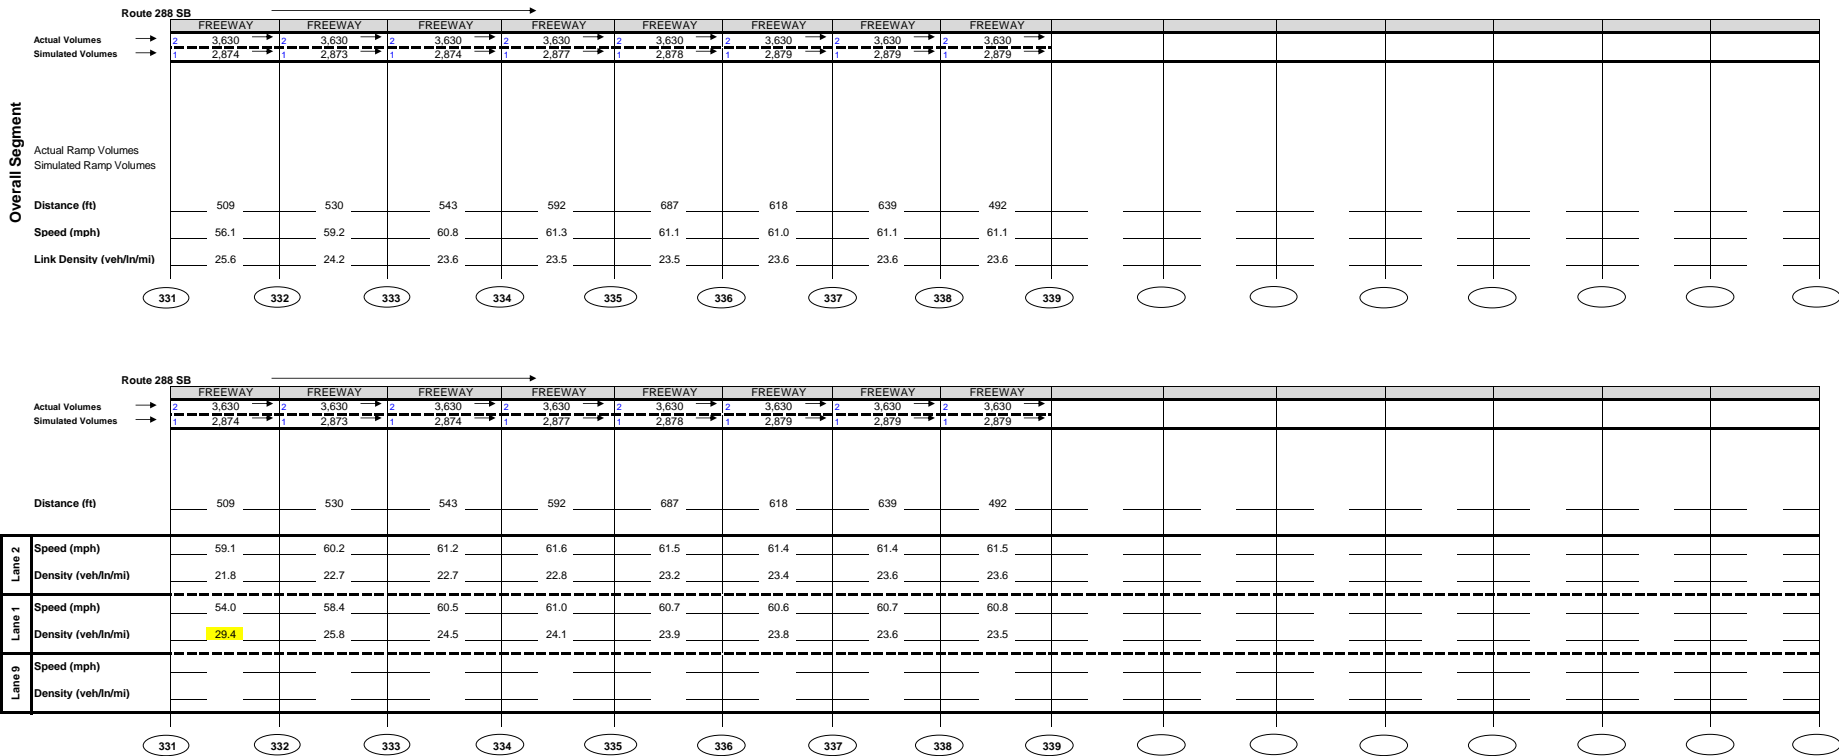 Route 288 SB
FREEWAY FREEWAY FREEWAY FREEWAY FREEWAY FREEWAY FREEWAY FREEWAY
Actual Volumes 2 3,630 2 3,630 2 3,630 2 3,630 2 3,630 2 3,630 2 3,630 2 3,630
Simulated Volumes 1 2,874 1 2,873 1 2,874 1 2,877 1 2,878 1 2,879 1 2,879 1 2,879
Overall Segment
Actual Ramp Volumes
Simulated Ramp Volumes
Distance (ft) 509 530 543 592 687 618 639 492
Speed (mph) 56.1 59.2 60.8 61.3 61.1 61.0 61.1 61.1
Link Density (veh/ln/mi) 25.6 24.2 23.6 23.5 23.5 23.6 23.6 23.6
331 332 333 334 335 336 337 338 339
Route 288 SB
FREEWAY FREEWAY FREEWAY FREEWAY FREEWAY FREEWAY FREEWAY FREEWAY
Actual Volumes 2 3,630 2 3,630 2 3,630 2 3,630 2 3,630 2 3,630 2 3,630 2 3,630
Simulated Volumes 1 2,874 1 2,873 1 2,874 1 2,877 1 2,878 1 2,879 1 2,879 1 2,879
Distance (ft) 509 530 543 592 687 618 639 492
Lane 2
Speed (mph) 59.1 60.2 61.2 61.6 61.5 61.4 61.4 61.5
Density (veh/ln/mi) 21.8 22.7 22.7 22.8 23.2 23.4 23.6 23.6
Lane 1
Speed (mph) 54.0 58.4 60.5 61.0 60.7 60.6 60.7 60.8
Density (veh/ln/mi) 29.4 25.8 24.5 24.1 23.9 23.8 23.6 23.5
Lane 9
Speed (mph)
Density (veh/ln/mi)
331 332 333 334 335 336 337 338 339